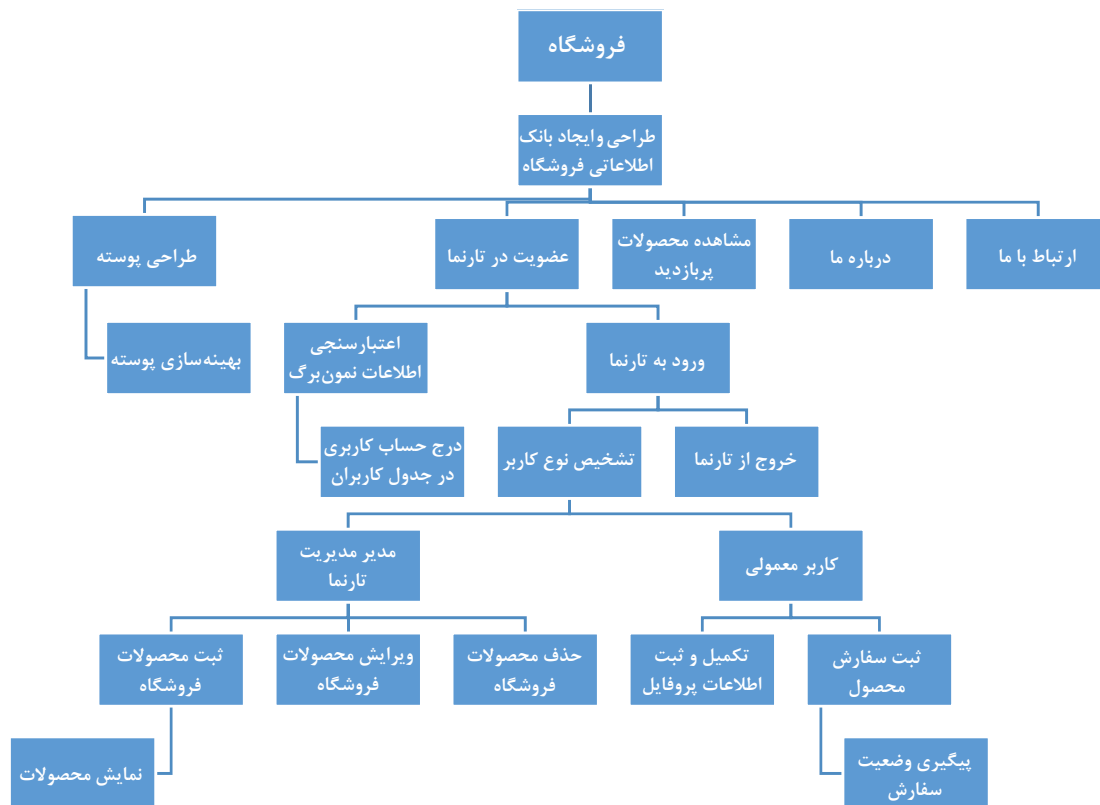 فروشگاه
طراحی و ایجاد بانک
اطلاعاتی فروشگاه
ارتباط با ما
درباره ما
مشاهده محصولات
پربازدید
عضویت در تارنما
طراحی پوسته
ورود به تارنما
اعتبارسنجی
اطلاعات نمون‌برگ
بهینه‌سازی پوسته
خروج از تارنما
تشخیص نوع کاربر
درج حساب کاربری
در جدول کاربران
کاربر معمولی
مدیر مدیریت
تارنما
ثبت سفارش
محصول
تکمیل و ثبت
اطلاعات پروفایل
حذف محصولات
فروشگاه
ویرایش محصولات
فروشگاه
ثبت محصولات
فروشگاه
پیگیری وضعیت
سفارش
نمایش محصولات